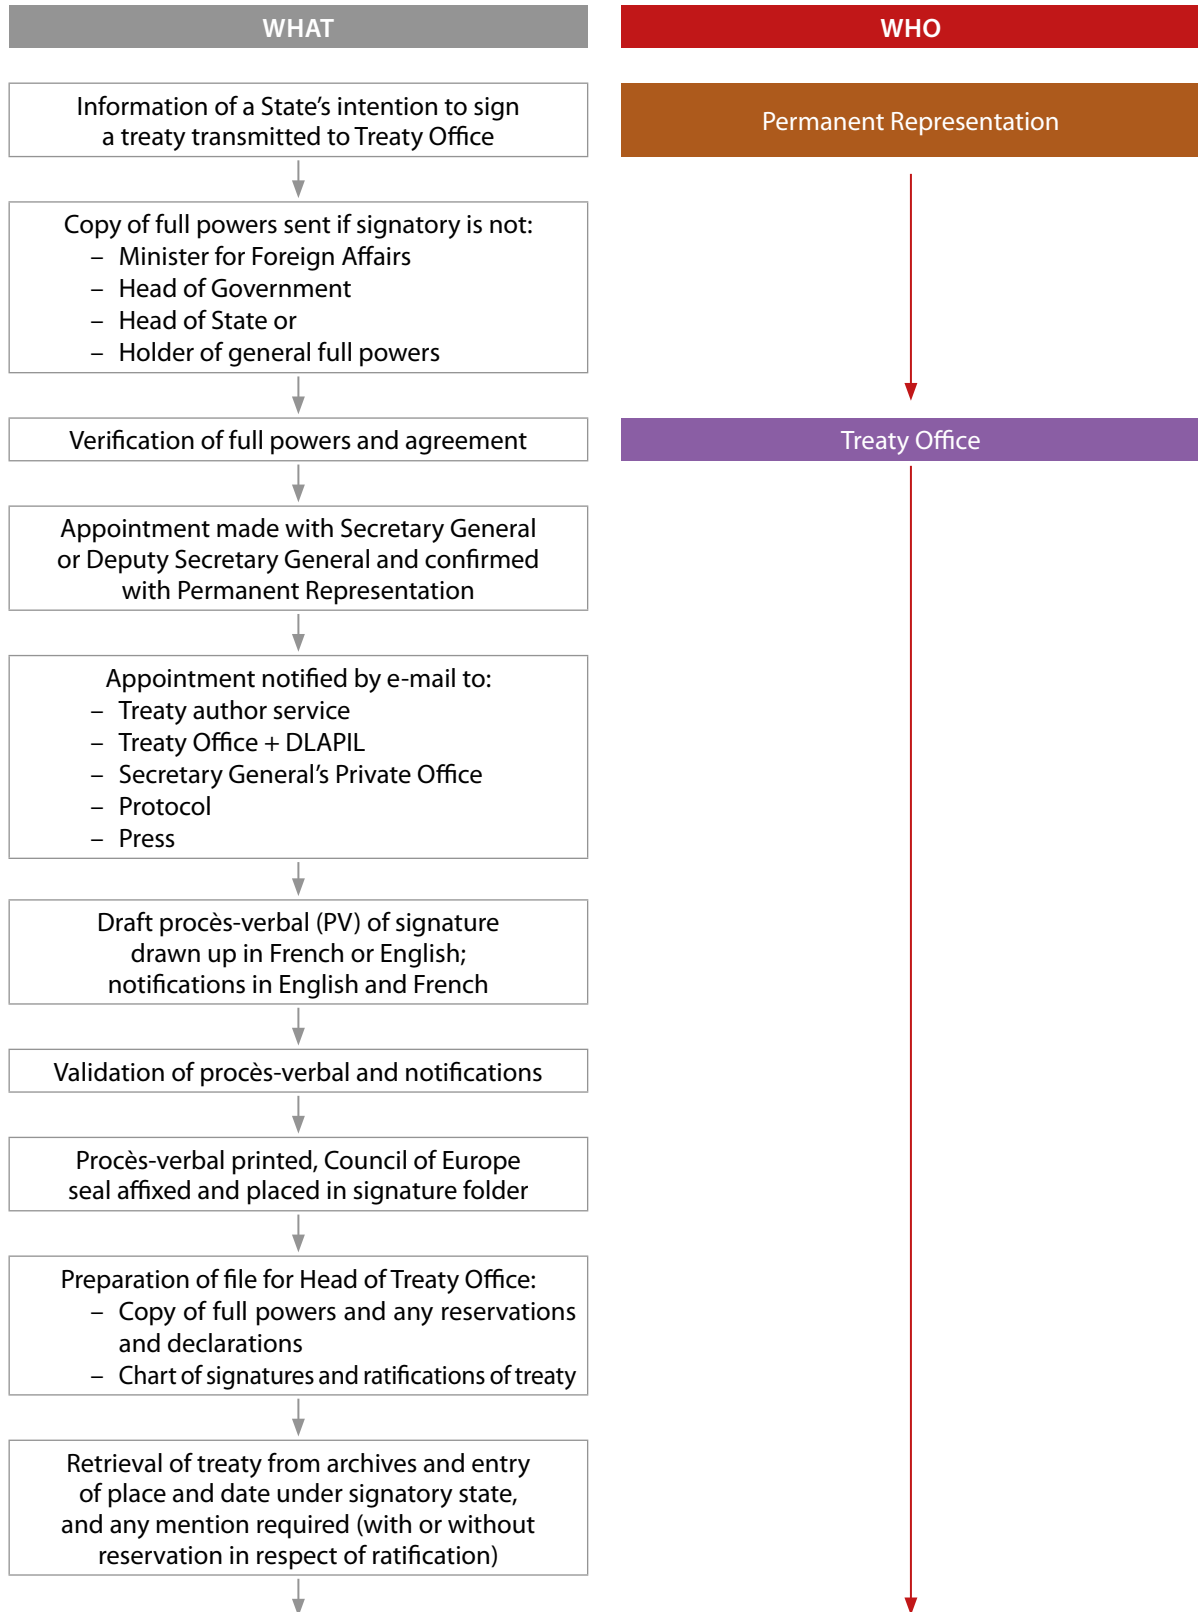 WHAT
WHO
Information of a State’s intention to sign
a treaty transmitted to Treaty Office
Permanent Representation
Copy of full powers sent if signatory is not:
– Minister for Foreign Affairs
– Head of Government
– Head of State or
– Holder of general full powers
Verification of full powers and agreement
Treaty Office
Appointment made with Secretary General
or Deputy Secretary General and confirmed
with Permanent Representation
Appointment notified by e-mail to:
– Treaty author service
– Treaty Office + DLAPIL
– Secretary General’s Private Office
– Protocol
– Press
Draft procès-verbal (PV) of signature
drawn up in French or English;
notifications in English and French
Validation of procès-verbal and notifications
Procès-verbal printed, Council of Europe
seal affixed and placed in signature folder
Preparation of file for Head of Treaty Office:
– Copy of full powers and any reservations
and declarations
– Chart of signatures and ratifications of treaty
Retrieval of treaty from archives and entry
of place and date under signatory state,
and any mention required (with or without
reservation in respect of ratification)